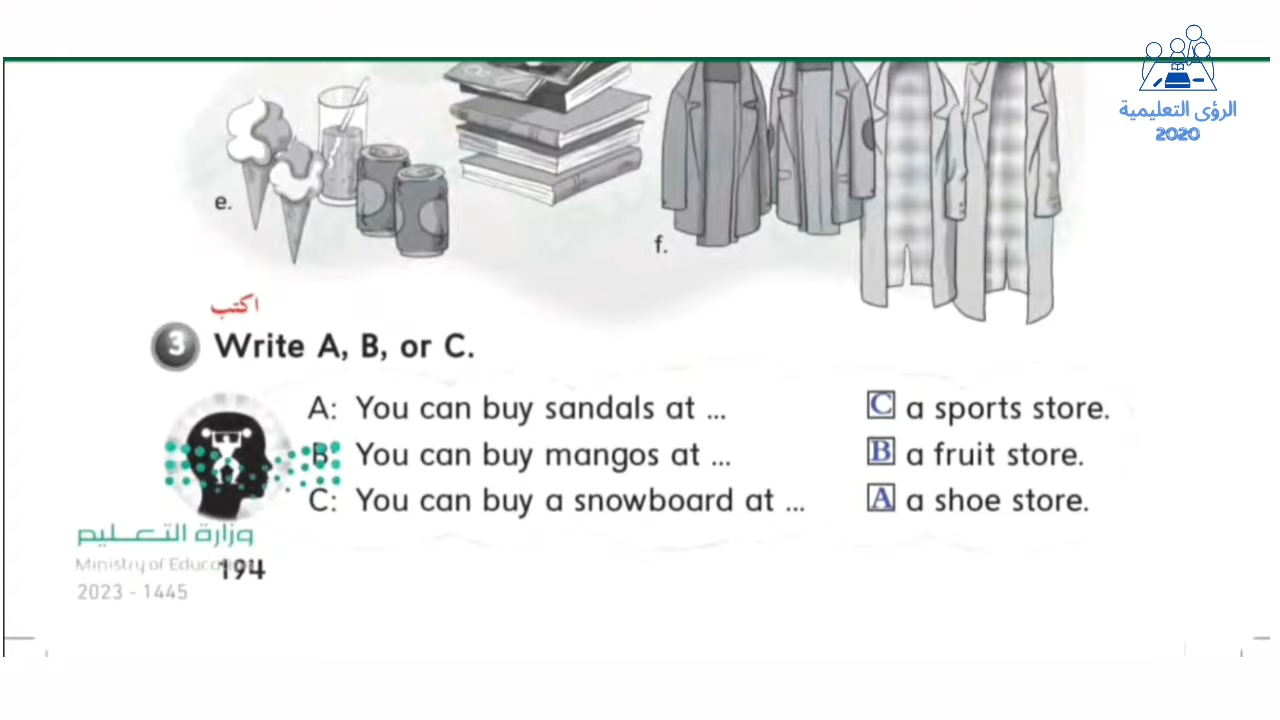 الرؤى التعليمية
2020
e.
f.
اكتب
3 Write A, B, or C.
A: You can buy sandals at ... C a sports store.
B: You can buy mangos at ... B a fruit store.
C: You can buy a snowboard at ... A a shoe store.
وزارة التعليم
Ministry of Education
194
2023 - 1445